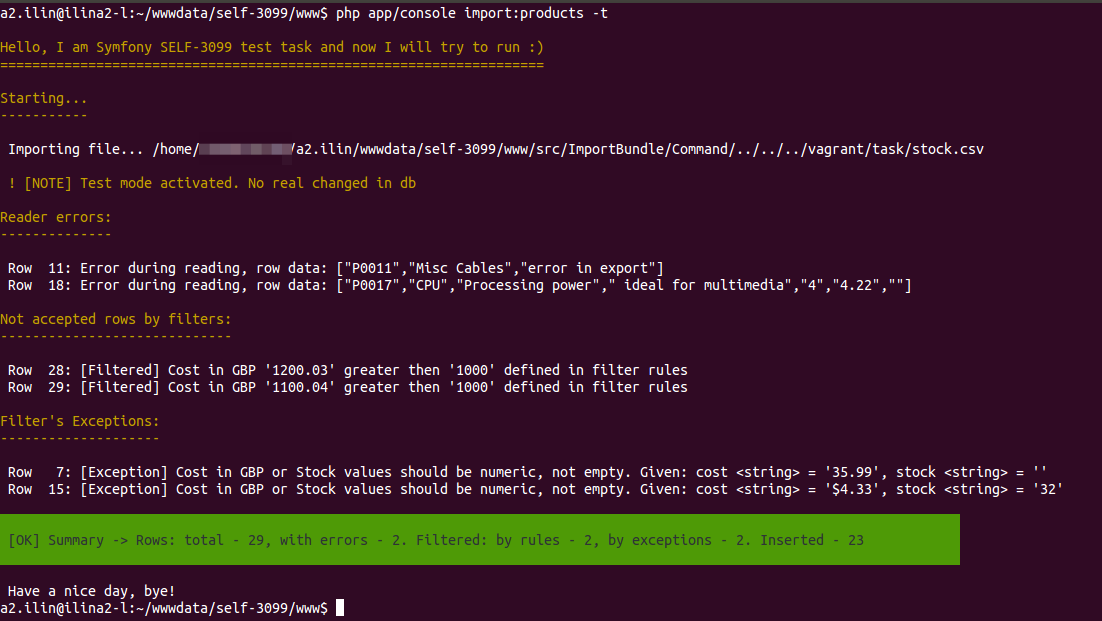 a2.ilin@ilina2-l:~/wwwdata/self-3099/www$ php app/console import:products -t
Hello, I am Symfony SELF-3099 test task and now I will try to run :)
====================================================================
Starting...
-----------
Importing file... /home/ /a2.ilin/wwwdata/self-3099/www/src/ImportBundle/Command/../../../vagrant/task/stock.csv
! [NOTE] Test mode activated. No real changed in db
Reader errors:
--------------
Row  11: Error during reading, row data: ["P0011","Misc Cables","error in export"]
Row  18: Error during reading, row data: ["P0017","CPU","Processing power"," ideal for multimedia","4","4.22",""]
Not accepted rows by filters:
-----------------------------
Row  28: [Filtered] Cost in GBP '1200.03' greater then '1000' defined in filter rules
Row  29: [Filtered] Cost in GBP '1100.04' greater then '1000' defined in filter rules
Filter's Exceptions:
--------------------
Row   7: [Exception] Cost in GBP or Stock values should be numeric, not empty. Given: cost <string> = '35.99', stock <string> = ''
Row  15: [Exception] Cost in GBP or Stock values should be numeric, not empty. Given: cost <string> = '$4.33', stock <string> = '32'
[OK] Summary -> Rows: total - 29, with errors - 2. Filtered: by rules - 2, by exceptions - 2. Inserted - 23
Have a nice day, bye!
a2.ilin@ilina2-l:~/wwwdata/self-3099/www$